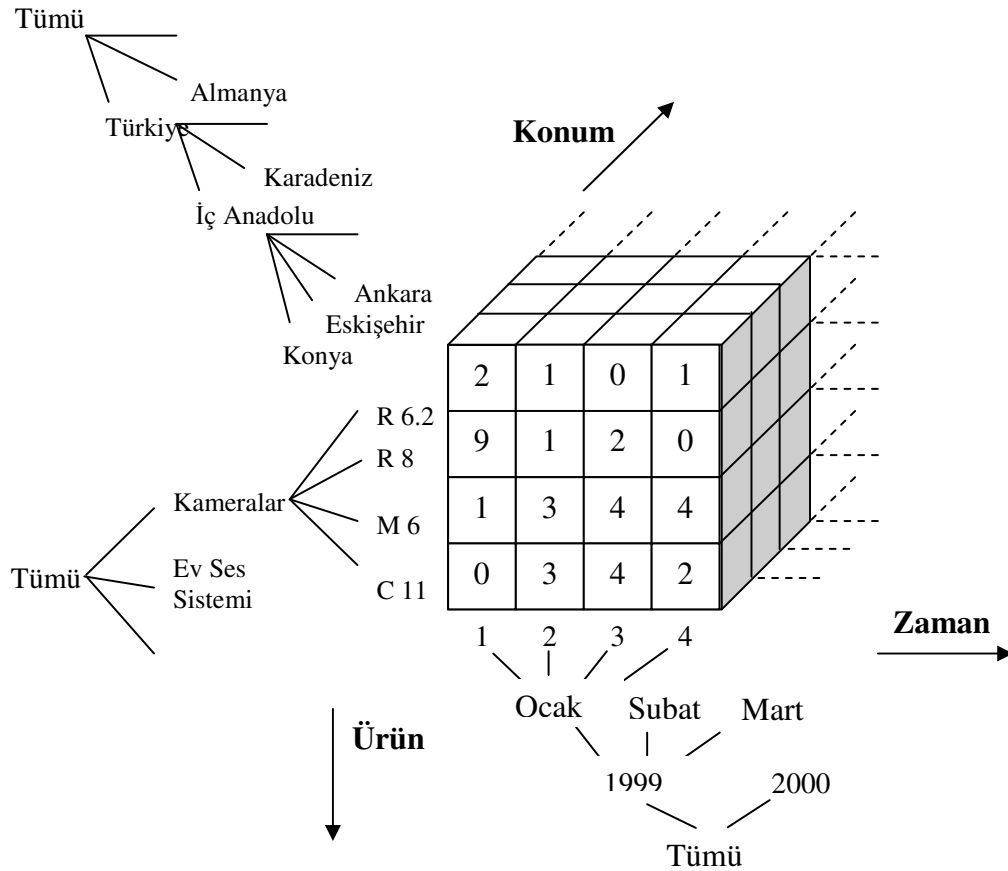 Tümü
Almanya
Türkiye
Karadeniz
İç Anadolu
Ankara
Eskişehir
Konya
Konum
2 1 0 1
R 6.2
9 1 2 0
R 8
Kameralar
1 3 4 4
M 6
Tümü
Ev Ses
Sistemi
0 3 4 2
C 11
1 2 3 4
Zaman
Ocak Subat Mart
Ürün
1999 2000
Tümü